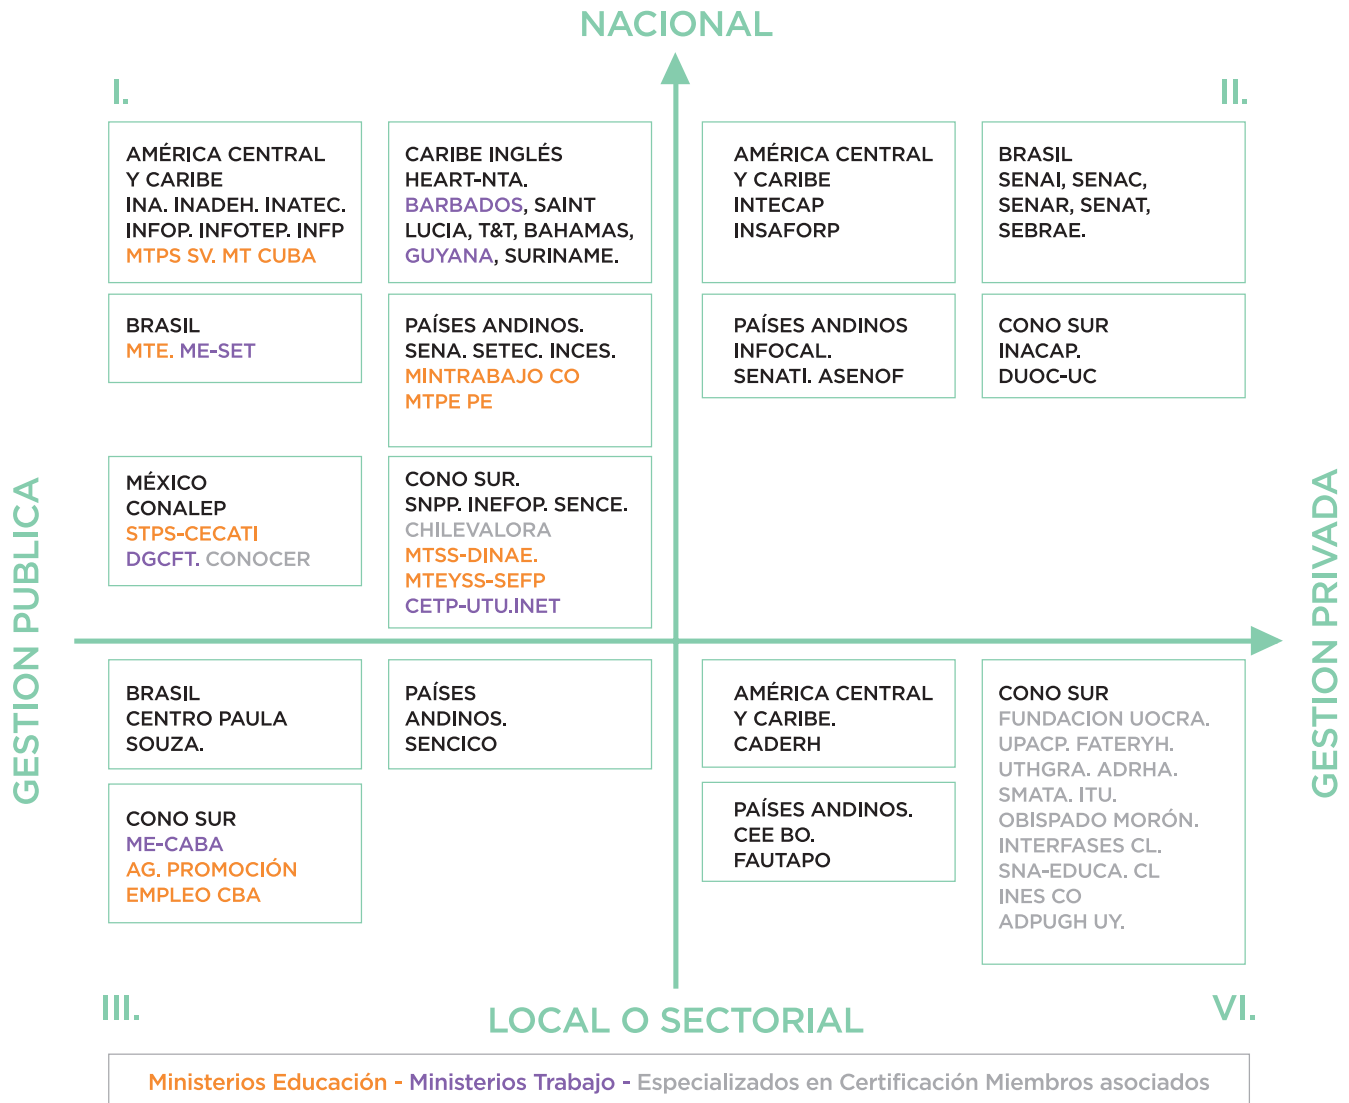 NACIONAL
I.
II.
AMÉRICA CENTRAL
Y CARIBE
INA. INADEH. INATEC.
INFOP. INFOTEP. INFP
MTPS SV. MT CUBA
CARIBE INGLÉS
HEART-NTA.
BARBADOS, SAINT
LUCIA, T&T, BAHAMAS,
GUYANA, SURINAME.
AMÉRICA CENTRAL
Y CARIBE
INTECAP
INSAFORP
BRASIL
SENAI, SENAC,
SENAR, SENAT,
SEBRAE.
BRASIL
MTE. ME-SET
PAÍSES ANDINOS.
SENA. SETEC. INCES.
MINTRABAJO CO
MTPE PE
PAÍSES ANDINOS
INFOCAL.
SENATI. ASENOF
CONO SUR
INACAP.
DUOC-UC
MÉXICO
CONALEP
STPS-CECATI
DGCFT. CONOCER
CONO SUR.
SNPP. INEFOP. SENCE.
CHILEVALORA
MTSS-DINAE.
MTEYSS-SEFP
CETP-UTU.INET
GESTION PUBLICA
GESTION PRIVADA
BRASIL
CENTRO PAULA
SOUZA.
PAÍSES
ANDINOS.
SENCICO
AMÉRICA CENTRAL
Y CARIBE.
CADERH
CONO SUR
FUNDACION UOCRA.
UPACP. FATERYH.
UTHGRA. ADRHA.
SMATA. ITU.
OBISPADO MORÓN.
INTERFASES CL.
SNA-EDUCA. CL
INES CO
ADPUGH UY.
CONO SUR
ME-CABA
AG. PROMOCIÓN
EMPLEO CBA
PAÍSES ANDINOS.
CEE BO.
FAUTAPO
III.
LOCAL O SECTORIAL
VI.
Ministerios Educación - Ministerios Trabajo - Especializados en Certificación Miembros asociados